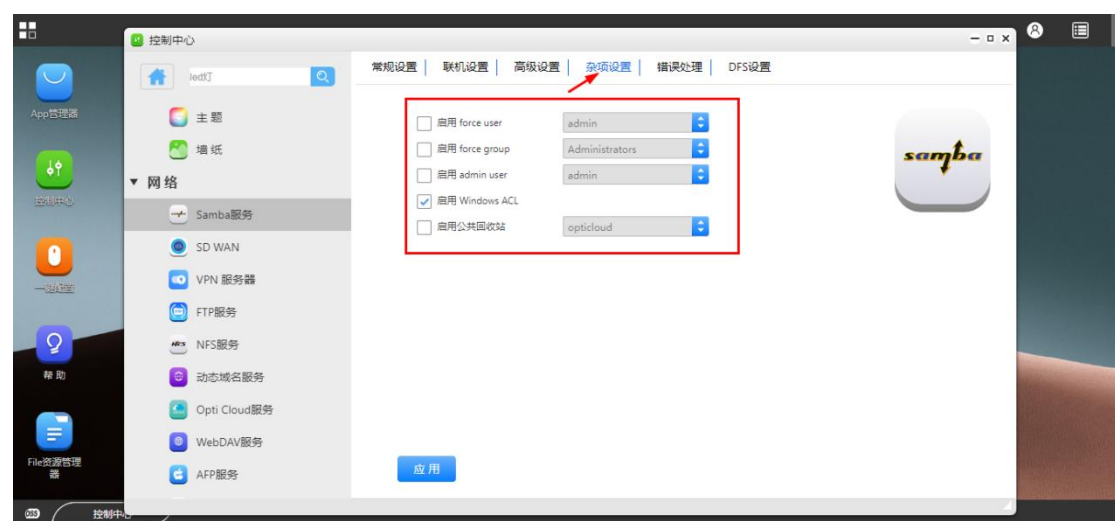 控制中心
led灯
常规设置
联机设置
高级设置
杂项设置
错误处理
DFS设置
App管理器
控制中心
一键配置
帮 助
File资源管理
器
主 题
墙 纸
网 络
Samba服务
SD WAN
VPN 服务器
FTP服务
NFS服务
动态域名服务
Opti Cloud服务
WebDAV服务
AFP服务
启用 force user
admin
启用 force group
Administrators
启用 admin user
admin
启用 Windows ACL
启用公共回收站
opticloud
samba
应 用
控制中心